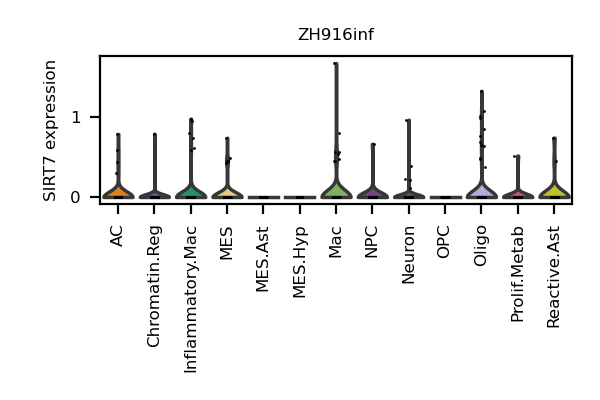 ZH916inf
SIRT7 expression
1
0
AC
Chromatin.Reg
Inflammatory.Mac
MES
MES.Ast
MES.Hyp
Mac
NPC
Neuron
OPC
Oligo
Prolif.Metab
Reactive.Ast